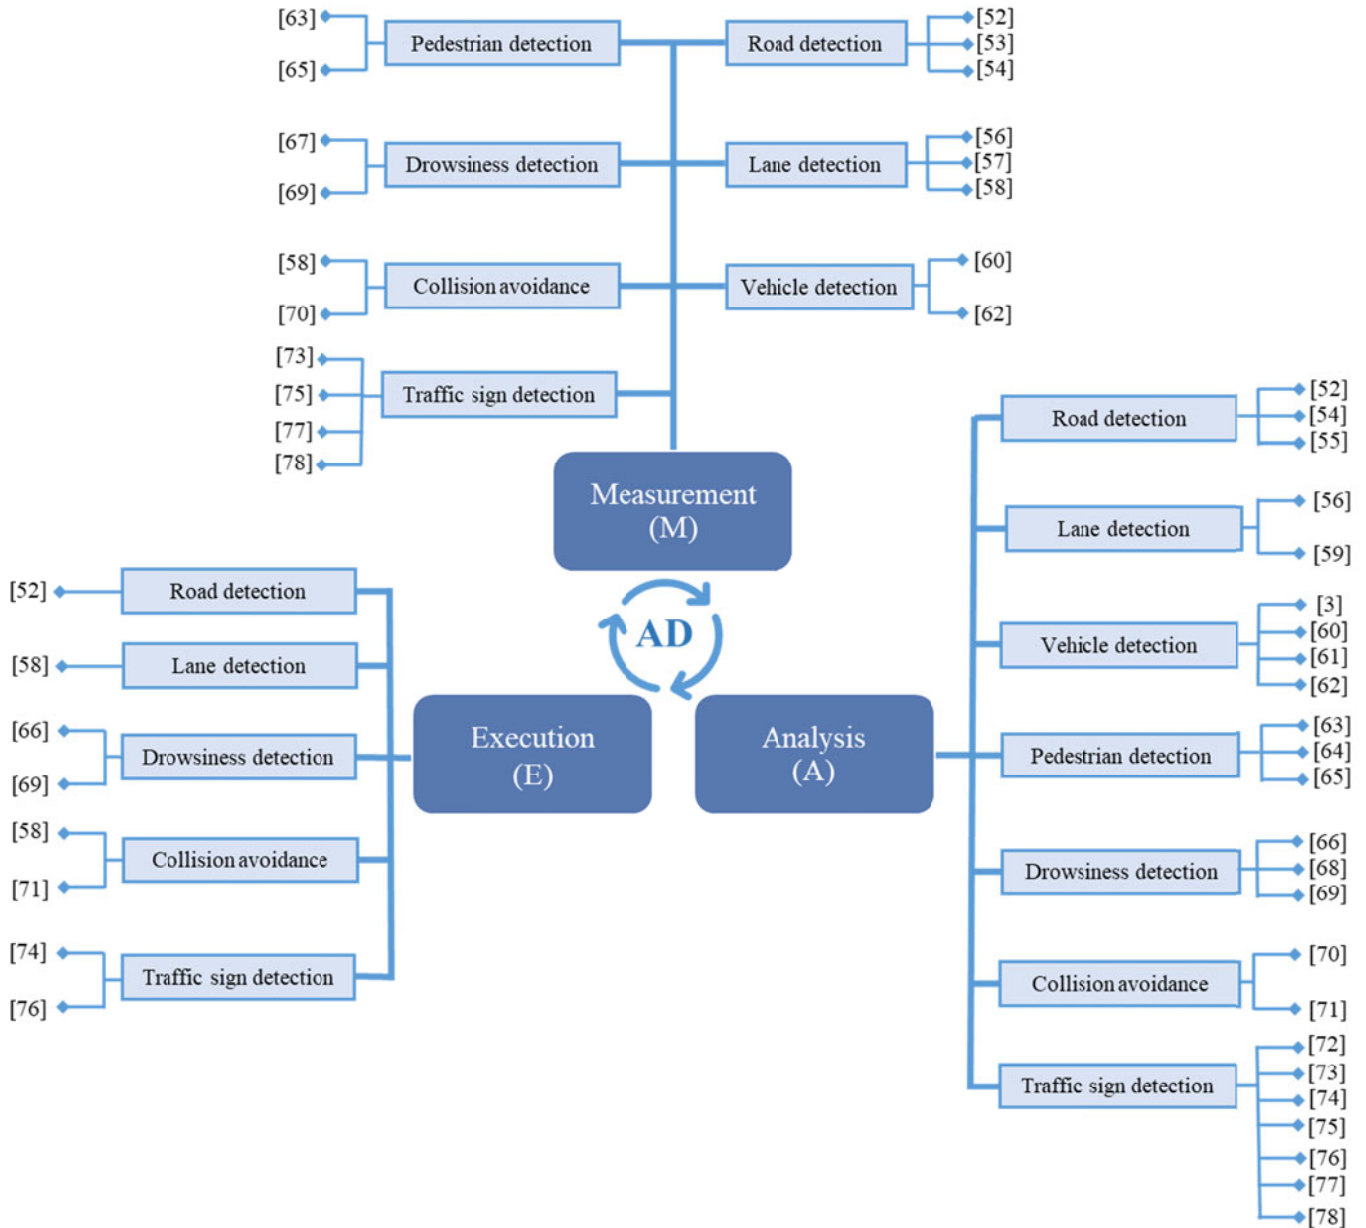 [63]
[65]
Pedestrian detection
Road detection
[52]
[53]
[54]
[67]
[69]
Drowsiness detection
Lane detection
[56]
[57]
[58]
[58]
[70]
Collision avoidance
Vehicle detection
[60]
[62]
[73]
[75]
[77]
[78]
Traffic sign detection
Measurement
(M)
AD
Execution
(E)
Analysis
(A)
[52]
Road detection
[58]
Lane detection
[66]
[69]
Drowsiness detection
[58]
[71]
Collision avoidance
[74]
[76]
Traffic sign detection
Road detection
[52]
[54]
[55]
Lane detection
[56]
[59]
Vehicle detection
[3]
[60]
[61]
[62]
Pedestrian detection
[63]
[64]
[65]
Drowsiness detection
[66]
[68]
[69]
Collision avoidance
[70]
[71]
Traffic sign detection
[72]
[73]
[74]
[75]
[76]
[77]
[78]